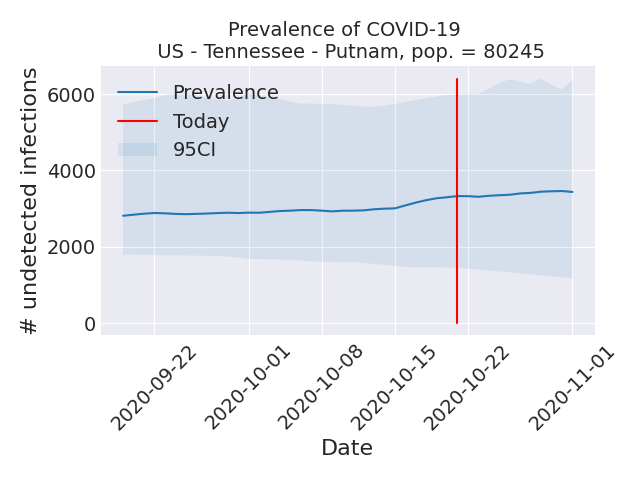 Prevalence of COVID-19
US - Tennessee - Putnam, pop. = 80245
# undetected infections
6000
4000
2000
0
Prevalence
Today
95CI
2020-09-22
2020-10-01
2020-10-08
2020-10-15
2020-10-22
2020-11-01
Date